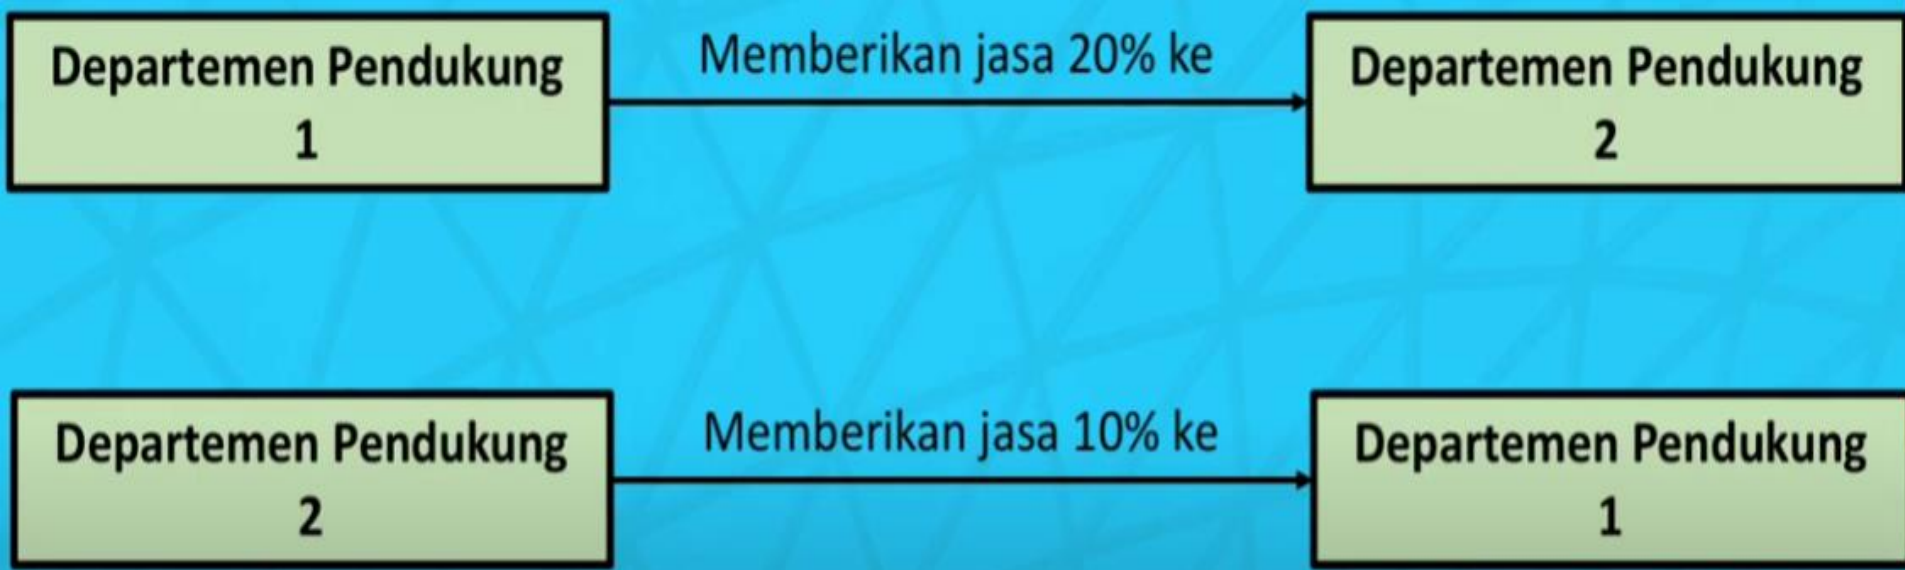 Departemen Pendukung
1
Memberikan jasa 20% ke
Departemen Pendukung
2
Departemen Pendukung
2
Memberikan jasa 10% ke
Departemen Pendukung
1